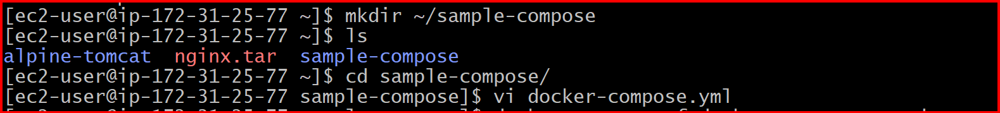 [ec2-user@ip-172-31-25-77 ~]$ mkdir ~/sample-compose
[ec2-user@ip-172-31-25-77 ~]$ ls
alpine-tomcat  nginx.tar  sample-compose
[ec2-user@ip-172-31-25-77 ~]$ cd sample-compose/
[ec2-user@ip-172-31-25-77 sample-compose]$ vi docker-compose.yml